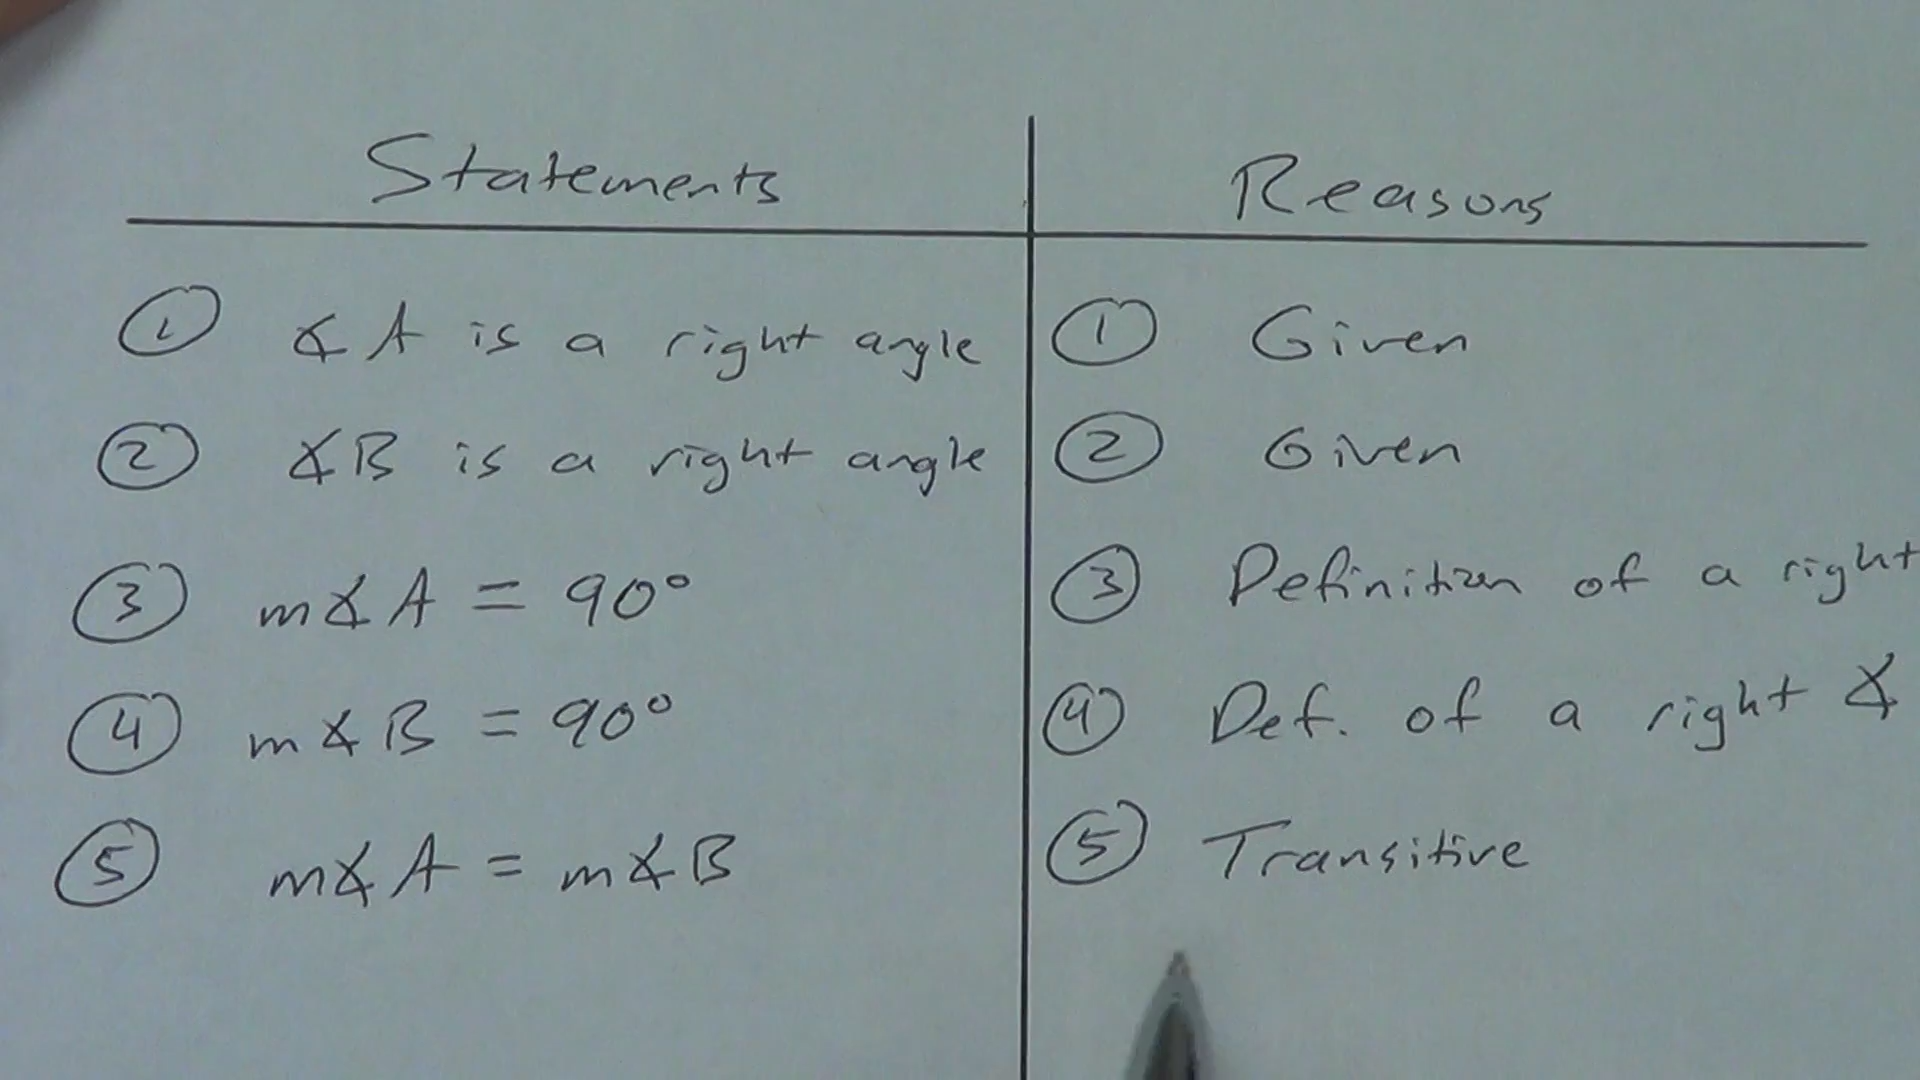 Statements Reasons
① ∡A is a right angle ① Given
② ∡B is a right angle ② Given
③ m∡A = 90° ③ Definition of a right
④ m∡B = 90° ④ Def. of a right ∡
⑤ m∡A = m∡B ⑤ Transitive